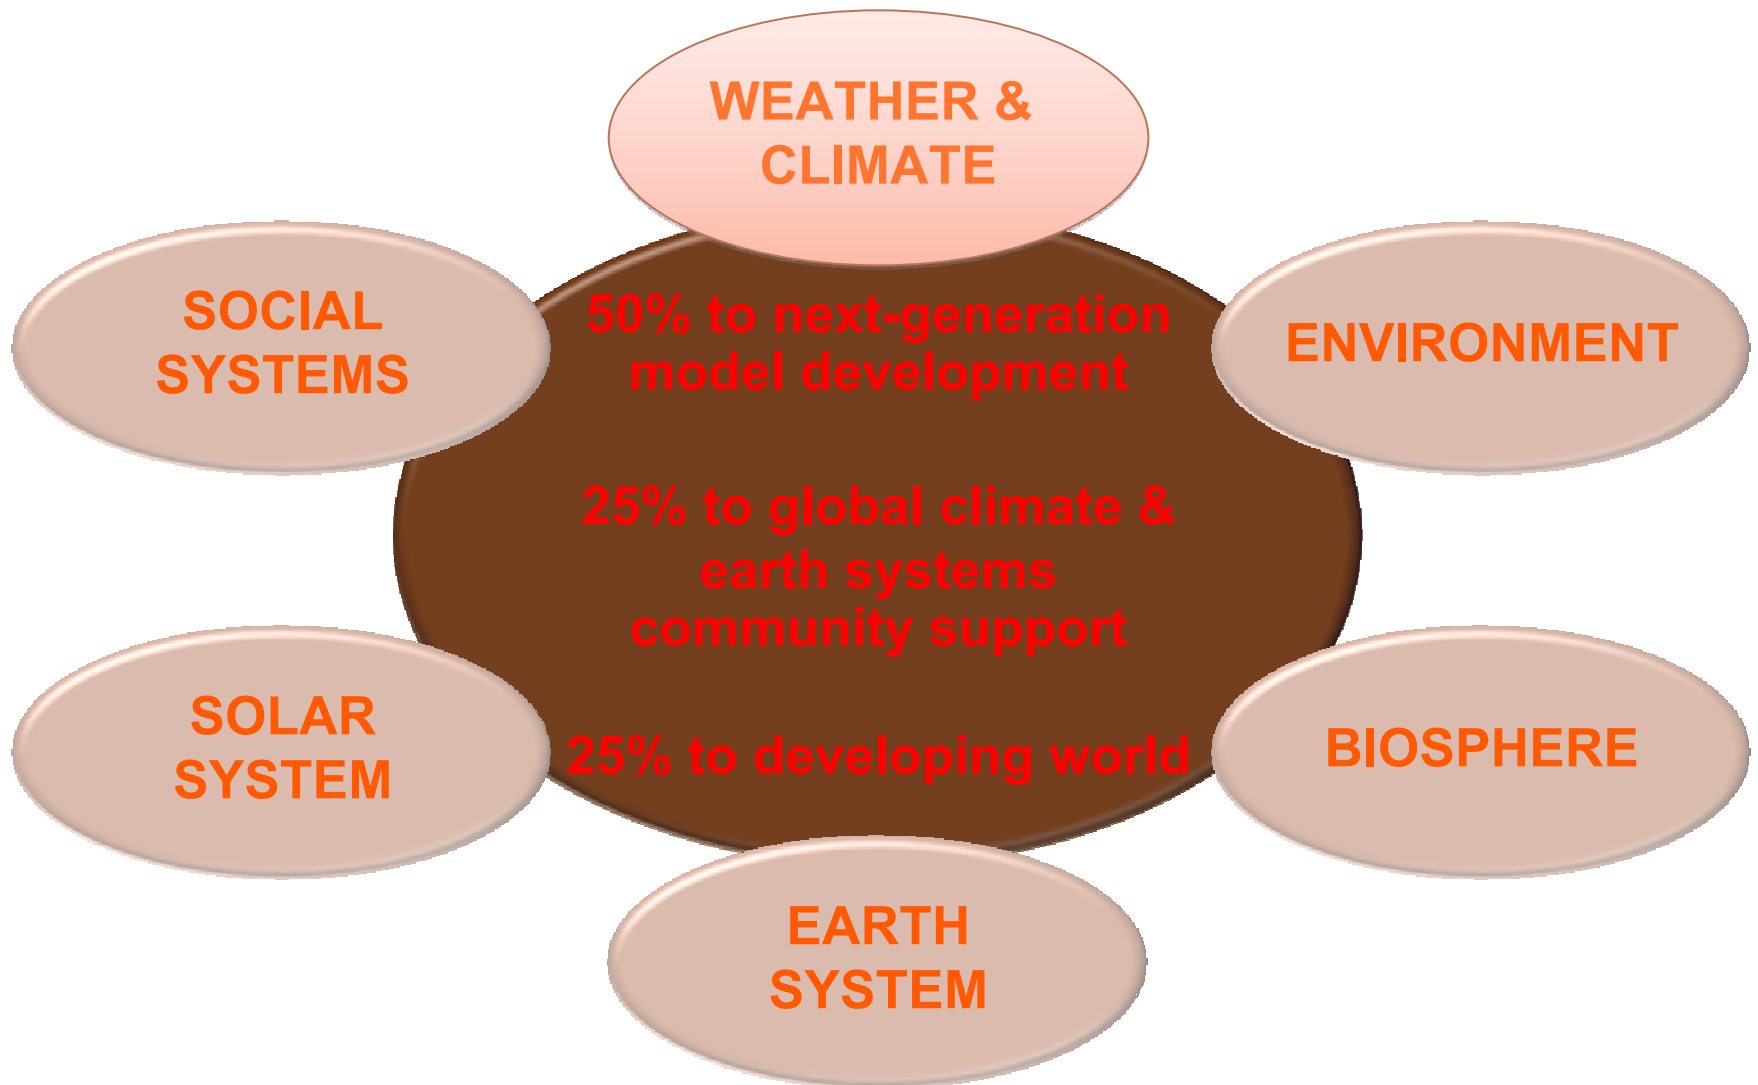 WEATHER &
CLIMATE
SOCIAL
SYSTEMS
50% to next-generation
model development
ENVIRONMENT
25% to global climate &
earth systems
community support
SOLAR
SYSTEM
25% to developing world
BIOSPHERE
EARTH
SYSTEM